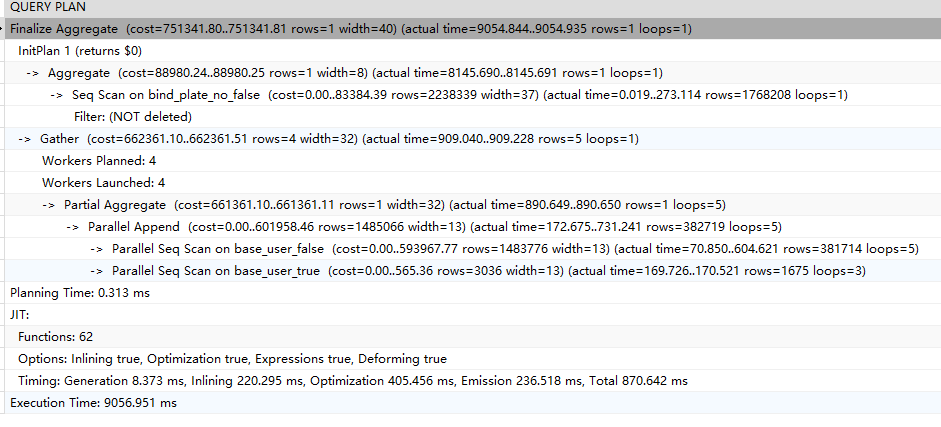 QUERY PLAN
Finalize Aggregate (cost=751341.80..751341.81 rows=1 width=40) (actual time=9054.844..9054.935 rows=1 loops=1)
InitPlan 1 (returns $0)
-> Aggregate (cost=88980.24..88980.25 rows=1 width=8) (actual time=8145.690..8145.691 rows=1 loops=1)
-> Seq Scan on bind_plate_no_false (cost=0.00..83384.39 rows=2238339 width=37) (actual time=0.019..273.114 rows=1768208 loops=1)
Filter: (NOT deleted)
-> Gather (cost=662361.10..662361.51 rows=4 width=32) (actual time=909.040..909.228 rows=5 loops=1)
Workers Planned: 4
Workers Launched: 4
-> Partial Aggregate (cost=661361.10..661361.11 rows=1 width=32) (actual time=890.649..890.650 rows=1 loops=5)
-> Parallel Append (cost=0.00..601958.46 rows=1485066 width=13) (actual time=172.675..731.241 rows=382719 loops=5)
-> Parallel Seq Scan on base_user_false (cost=0.00..593967.77 rows=1483776 width=13) (actual time=70.850..604.621 rows=381714 loops=5)
-> Parallel Seq Scan on base_user_true (cost=0.00..565.36 rows=3036 width=13) (actual time=169.726..170.521 rows=1675 loops=3)
Planning Time: 0.313 ms
JIT:
Functions: 62
Options: Inlining true, Optimization true, Expressions true, Deforming true
Timing: Generation 8.373 ms, Inlining 220.295 ms, Optimization 405.456 ms, Emission 236.518 ms, Total 870.642 ms
Execution Time: 9056.951 ms